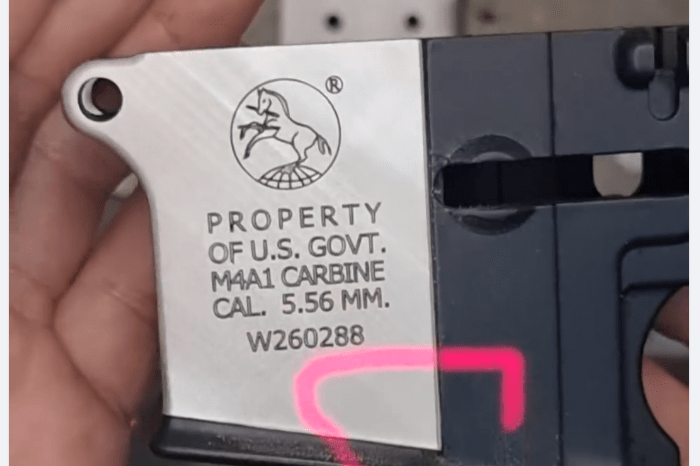 ®
PROPERTY
OF U.S. GOVT.
M4A1 CARBINE
CAL. 5.56 MM.
W260288